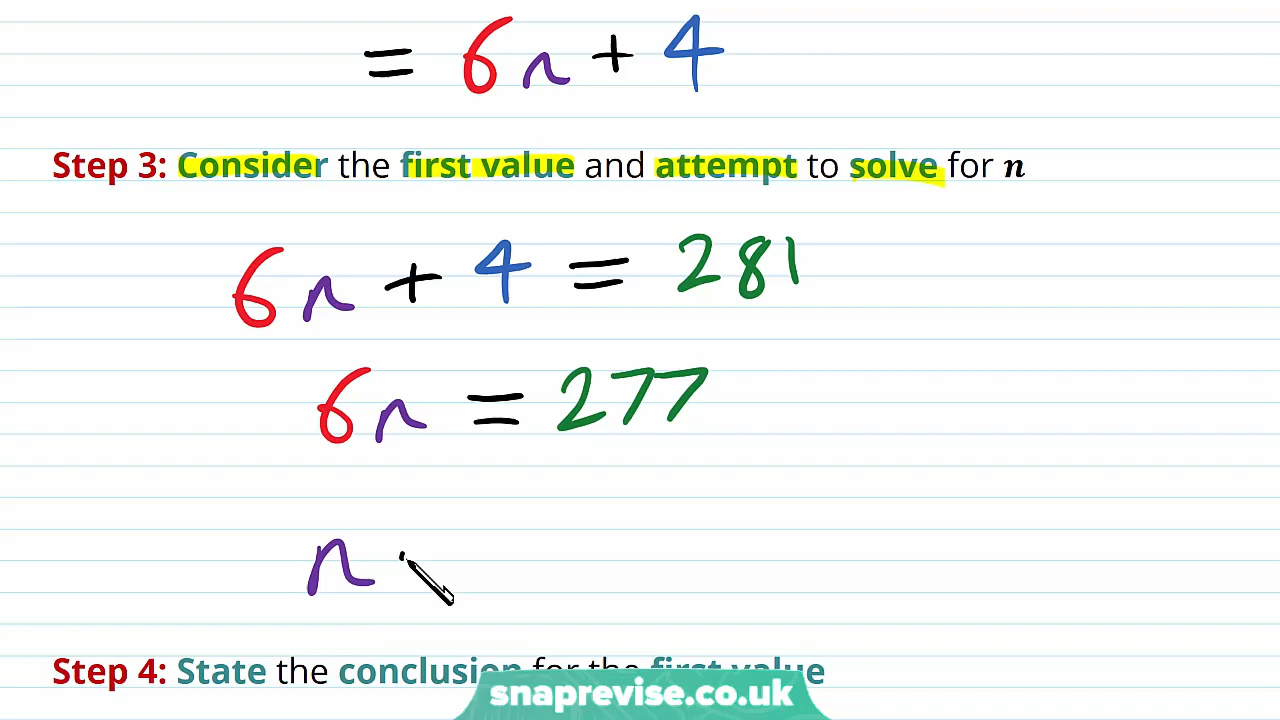 = 6n + 4
Step 3: Consider the first value and attempt to solve for n
6n + 4 = 281
6n = 277
n
Step 4: State the conclusion for the first value
snaprevise.co.uk